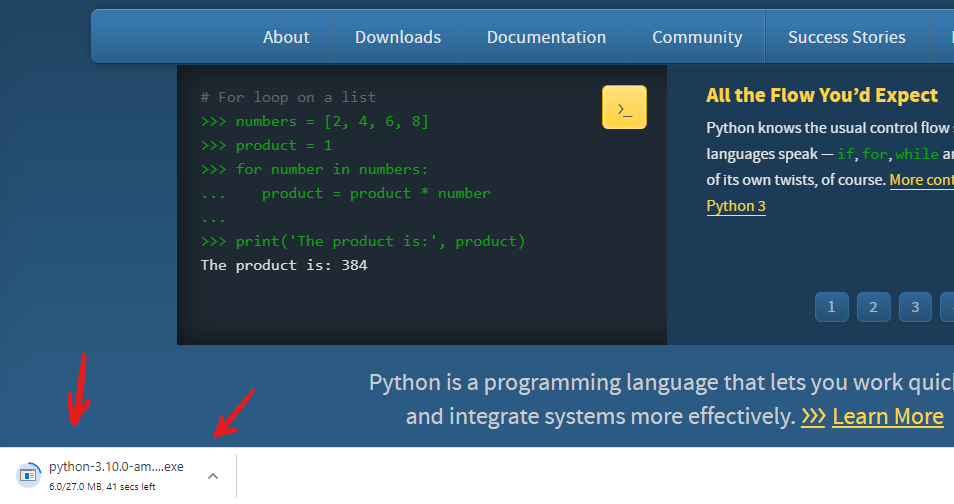 About Downloads Documentation Community Success Stories
# For loop on a list
>>> numbers = [2, 4, 6, 8]
>>> product = 1
>>> for number in numbers:
...    product = product * number
...
>>> print('The product is:', product)
The product is: 384
>_
All the Flow You’d Expect
Python knows the usual control flow
languages speak — if, for, while
of its own twists, of course. More
Python 3
1 2 3
Python is a programming language that lets you work
and integrate systems more effectively. >>> Learn More
python-3.10.0-am....exe
6.0/27.0 MB, 41 secs left